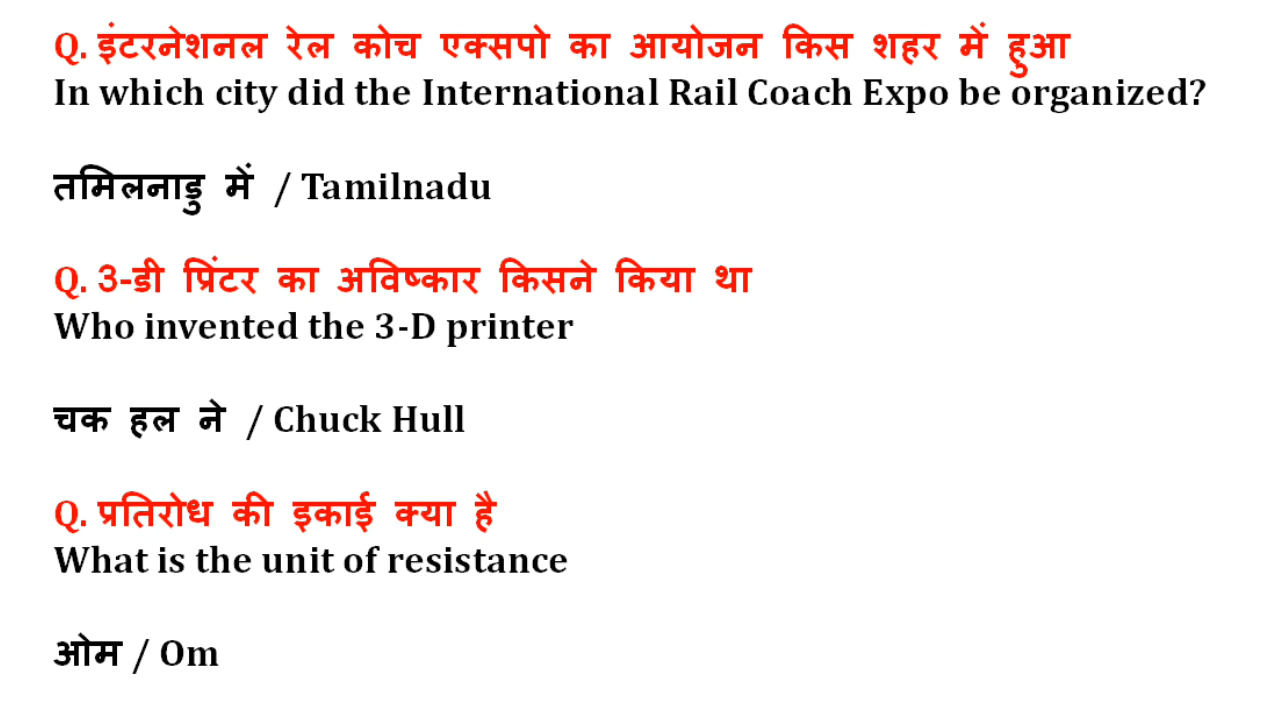 Q. इंटरनेशनल रेल कोच एक्सपो का आयोजन किस शहर में हुआ
In which city did the International Rail Coach Expo be organized?
तमिलनाडु में / Tamilnadu
Q. 3-डी प्रिंटर का अविष्कार किसने किया था
Who invented the 3-D printer
चक हल ने / Chuck Hull
Q. प्रतिरोध की इकाई क्या है
What is the unit of resistance
ओम / Om